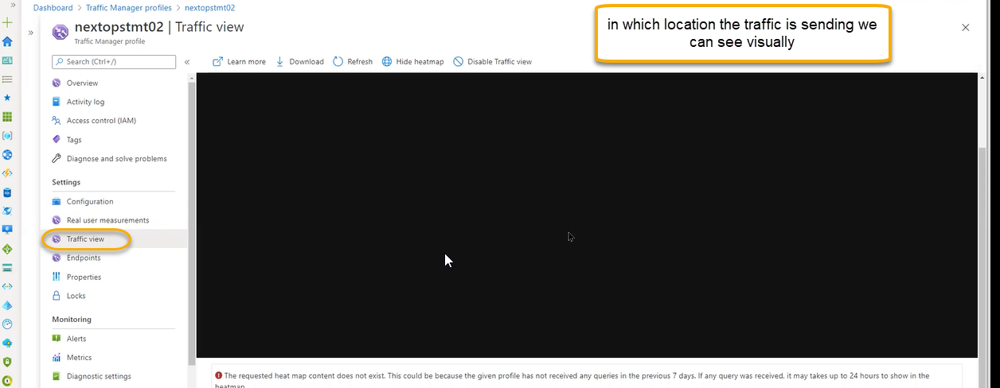 Dashboard > Traffic Manager profiles > nextopstmt02
nextopstmt02 | Traffic view
Traffic Manager profile
in which location the traffic is sending we
can see visually
Search (Ctrl+/)
Learn more
Download
Refresh
Hide heatmap
Disable Traffic view
Overview
Activity log
Access control (IAM)
Tags
Diagnose and solve problems
Settings
Configuration
Real user measurements
Traffic view
Endpoints
Properties
Locks
Monitoring
Alerts
Metrics
Diagnostic settings
The requested heat map content does not exist. This could be because the given profile has not received any queries in the previous 7 days. If any query was received, it may takes up to 24 hours to show in the
heatmap